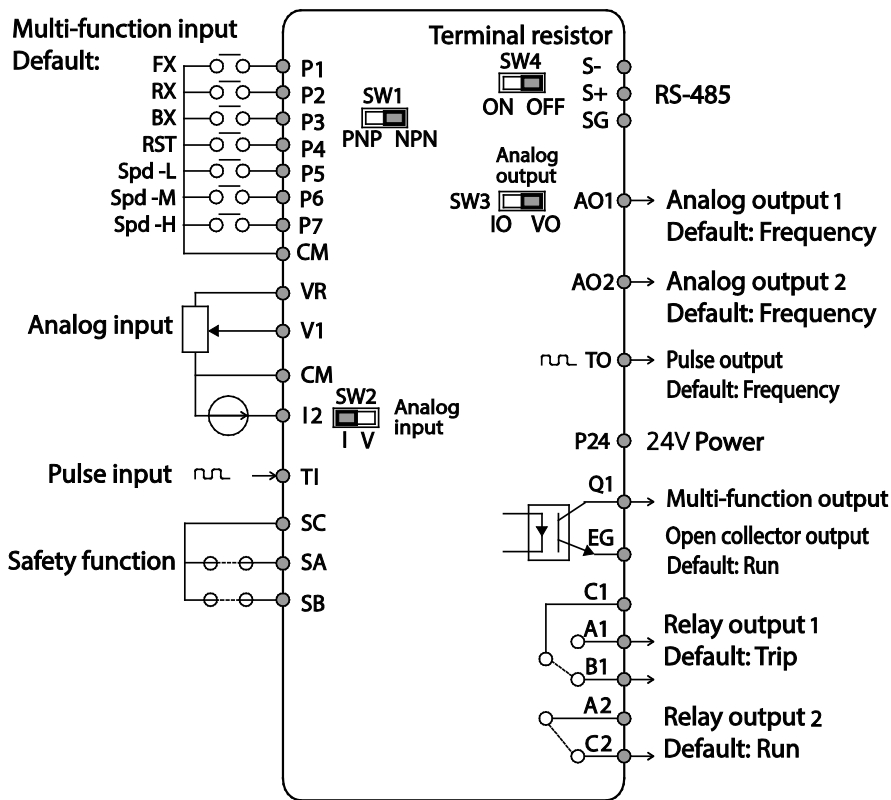 Multi-function input
Default:
FX
P1
RX
P2
BX
P3
RST
P4
Spd -L
P5
Spd -M
P6
Spd -H
P7
CM
SW1
PNP NPN
VR
Analog input
V1
CM
I2
SW2
I V
Analog
input
Pulse input
TI
SC
Safety function
SA
SB
Terminal resistor
SW4
ON OFF
S-
S+
SG
RS-485
Analog
output
SW3
IO VO
AO1
Analog output 1
Default: Frequency
AO2
Analog output 2
Default: Frequency
TO
Pulse output
Default: Frequency
P24
24V Power
Q1
Multi-function output
EG
Open collector output
Default: Run
C1
A1
B1
Relay output 1
Default: Trip
A2
C2
Relay output 2
Default: Run